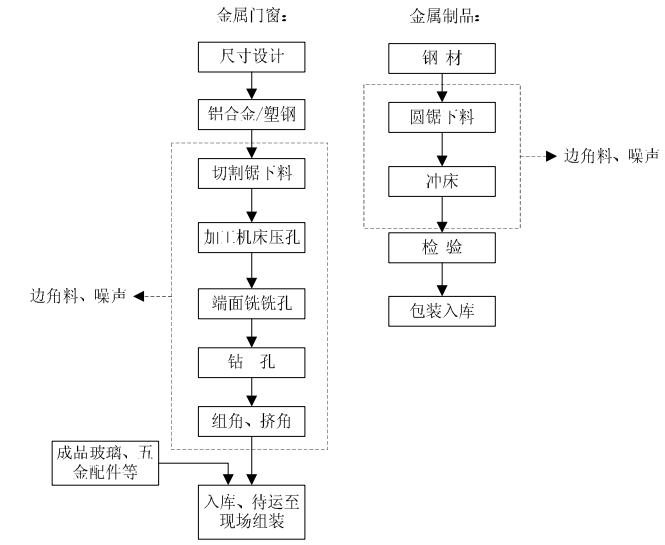 金属门窗：
尺寸设计
铝合金/塑钢
切割锯下料
加工机床压孔
端面铣铣孔
钻 孔
组角、挤角
边角料、噪声
成品玻璃、五
金配件等
入库、待运至
现场组装
金属制品：
钢 材
圆锯下料
冲床
检 验
包装入库
边角料、噪声